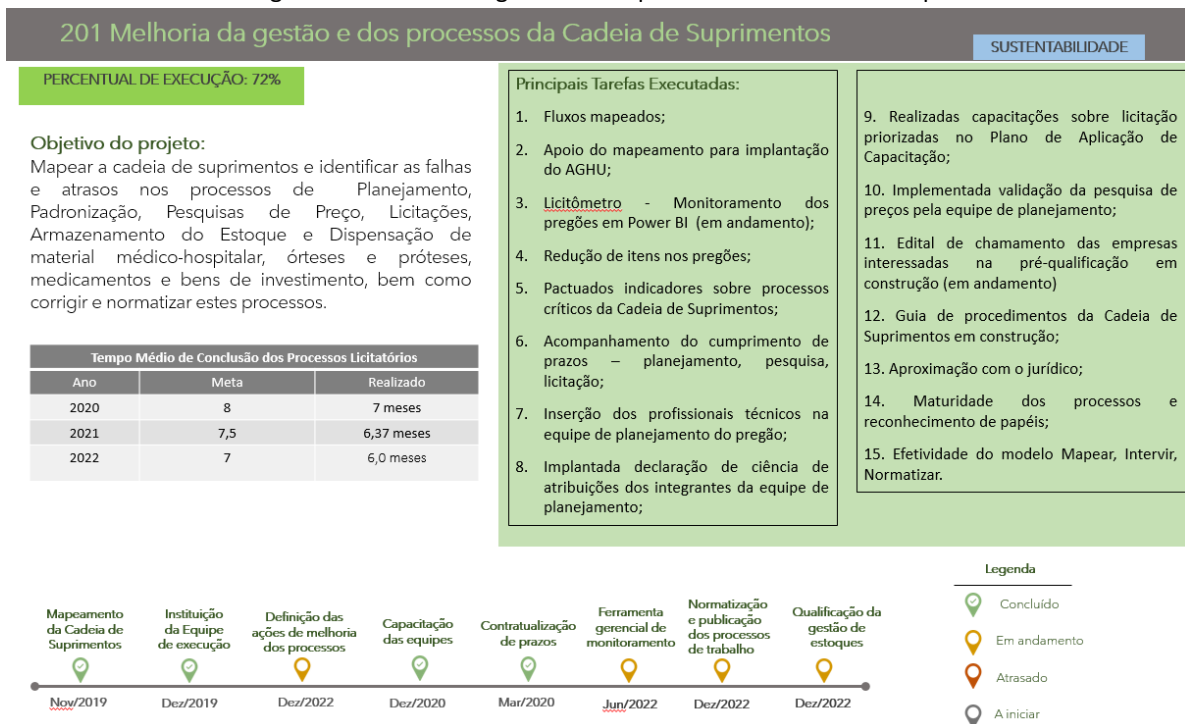 201 Melhoria da gestão e dos processos da Cadeia de Suprimentos
SUSTENTABILIDADE
PERCENTUAL DE EXECUÇÃO: 72%
Objetivo do projeto:
Mapear a cadeia de suprimentos e identificar as falhas
e atrasos nos processos de Planejamento,
Padronização, Pesquisas de Preço, Licitações,
Armazenamento do Estoque e Dispensação de
material médico-hospitalar, órteses e próteses,
medicamentos e bens de investimento, bem como
corrigir e normatizar estes processos.
Tempo Médio de Conclusão dos Processos Licitatórios
Ano Meta Realizado
2020 8 7 meses
2021 7,5 6,37 meses
2022 7 6,0 meses
Principais Tarefas Executadas:
1. Fluxos mapeados;
2. Apoio do mapeamento para implantação
do AGHU;
3. Licitômetro - Monitoramento dos
pregões em Power BI (em andamento);
4. Redução de itens nos pregões;
5. Pactuados indicadores sobre processos
críticos da Cadeia de Suprimentos;
6. Acompanhamento do cumprimento de
prazos – planejamento, pesquisa,
licitação;
7. Inserção dos profissionais técnicos na
equipe de planejamento do pregão;
8. Implantada declaração de ciência de
atribuições dos integrantes da equipe de
planejamento;
9. Realizadas capacitações sobre licitação
priorizadas no Plano de Aplicação de
Capacitação;
10. Implementada validação da pesquisa de
preços pela equipe de planejamento;
11. Edital de chamamento das empresas
interessadas na pré-qualificação em
construção (em andamento)
12. Guia de procedimentos da Cadeia de
Suprimentos em construção;
13. Aproximação com o jurídico;
14. Maturidade dos processos e
reconhecimento de papéis;
15. Efetividade do modelo Mapear, Intervir,
Normatizar.
Mapeamento
da Cadeia de
Suprimentos
Nov/2019
Instituição
da Equipe
de execução
Dez/2019
Definição das
ações de melhoria
dos processos
Dez/2022
Capacitação
das equipes
Dez/2020
Contratualização
de prazos
Mar/2020
Ferramenta
gerencial de
monitoramento
Jun/2022
Normatização
e publicação
dos processos
de trabalho
Dez/2022
Qualificação da
gestão de
estoques
Dez/2022
Legenda
Concluído
Em andamento
Atrasado
A iniciar